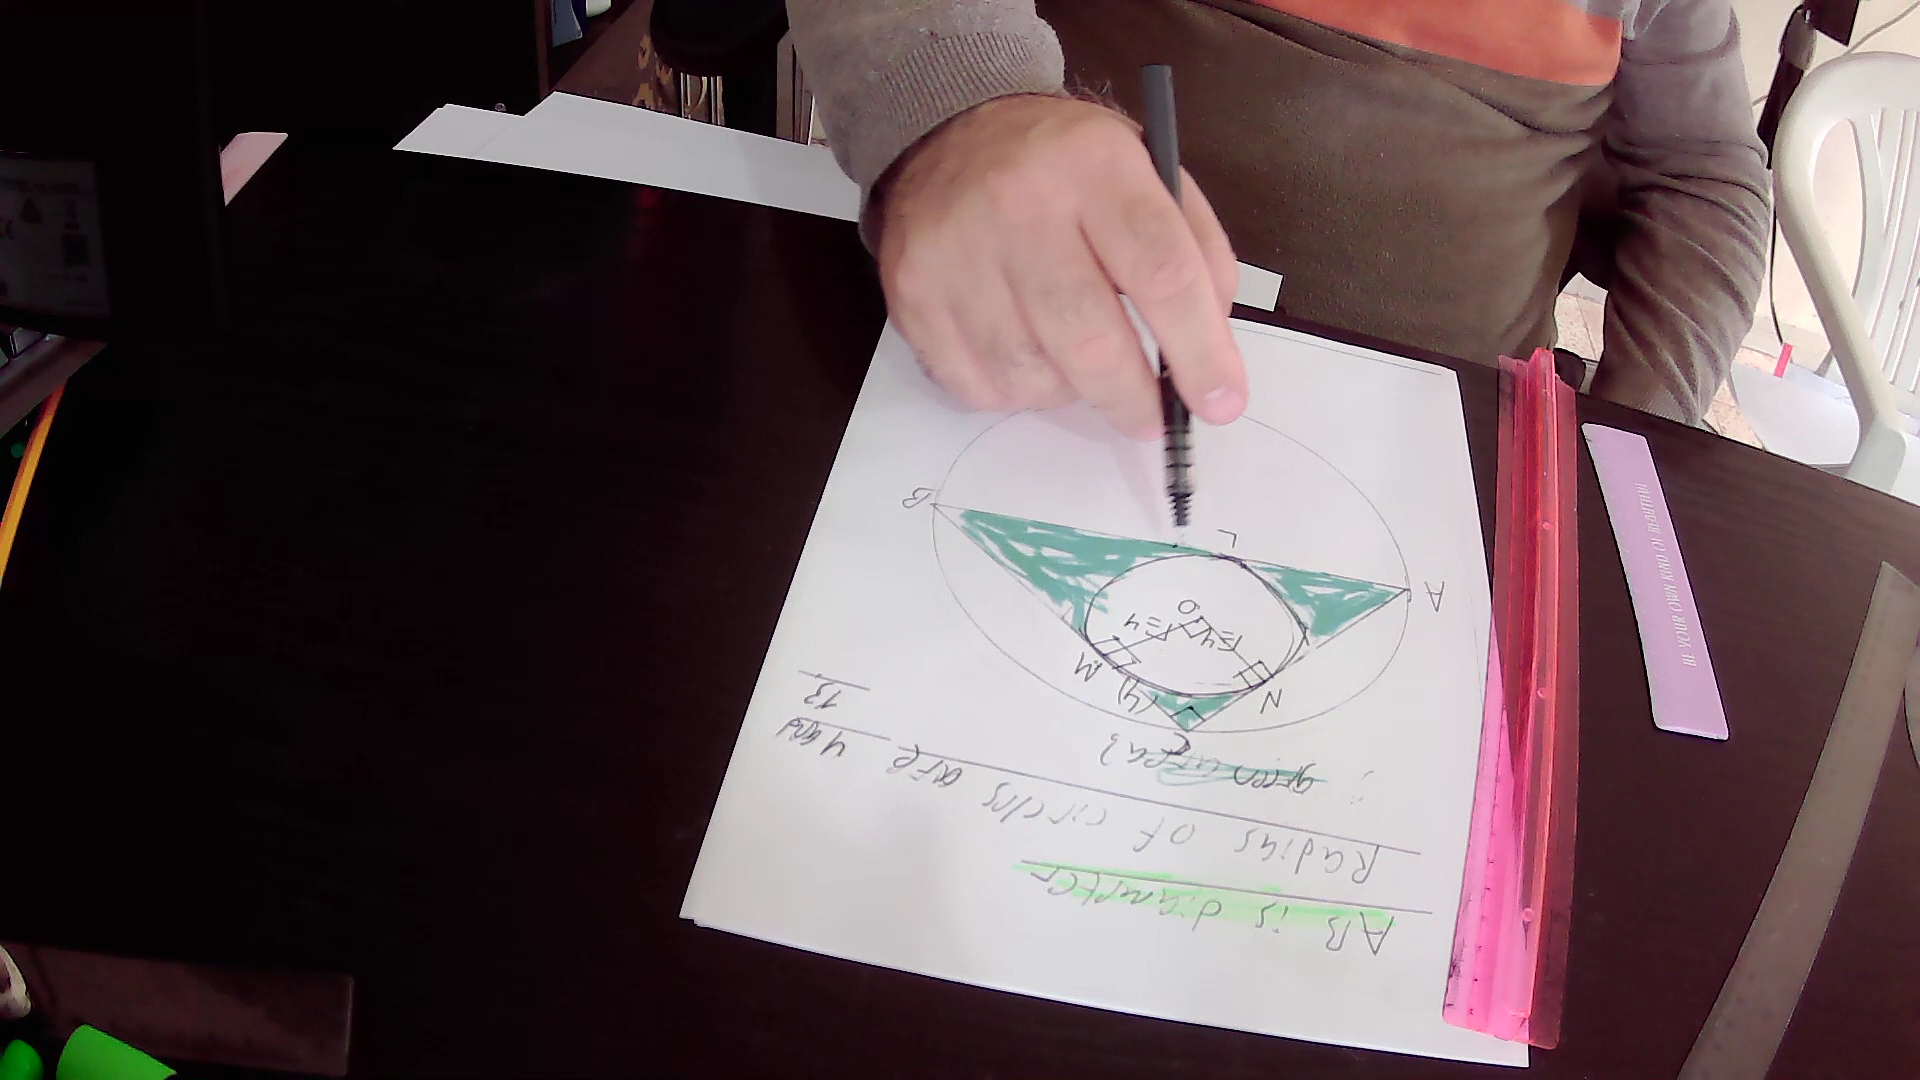 AB is diameter
Radius of circles are 4 and
13
green area?
C
N
M
(4)
r=4
r=4
O
A
L
B
BE YOUR OWN KIND OF BEAUTIFUL